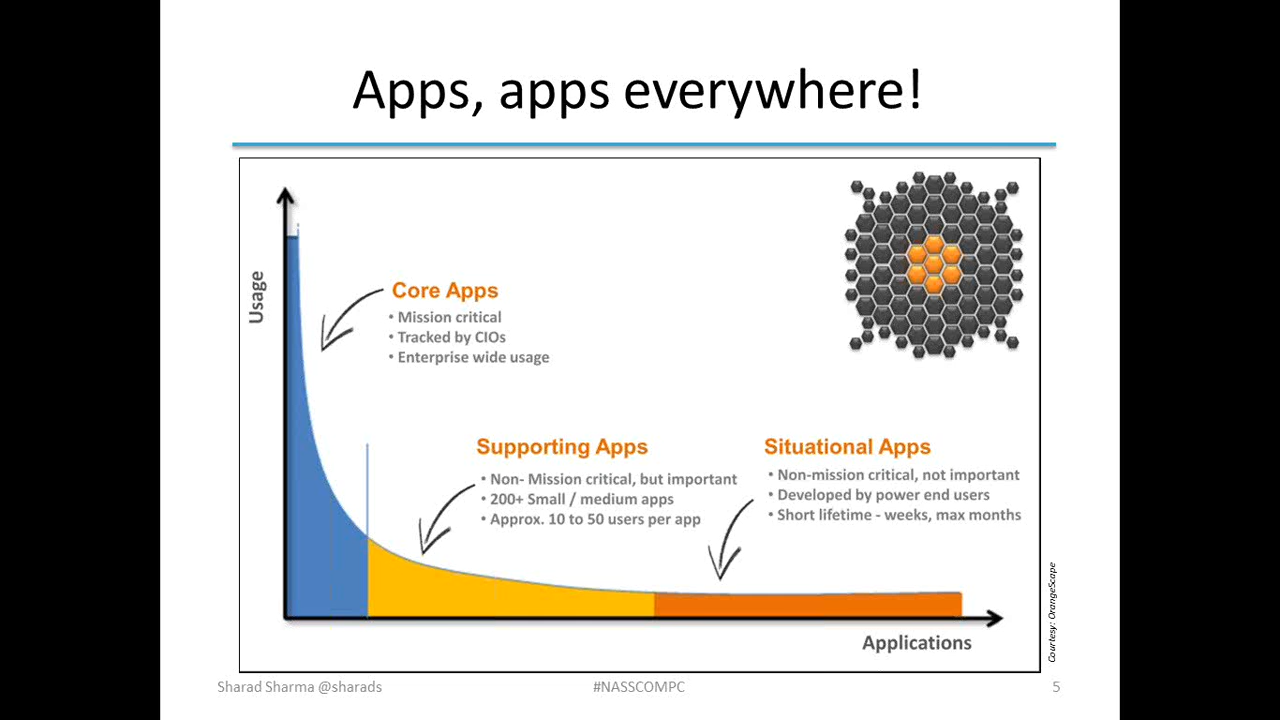 Apps, apps everywhere!
Usage
Core Apps
• Mission critical
• Tracked by CIOs
• Enterprise wide usage
Supporting Apps
• Non- Mission critical, but important
• 200+ Small / medium apps
• Approx. 10 to 50 users per app
Situational Apps
• Non-mission critical, not important
• Developed by power end users
• Short lifetime - weeks, max months
Applications
Courtesy: OrangeScape
Sharad Sharma @sharads
#NASSCOMPC
5